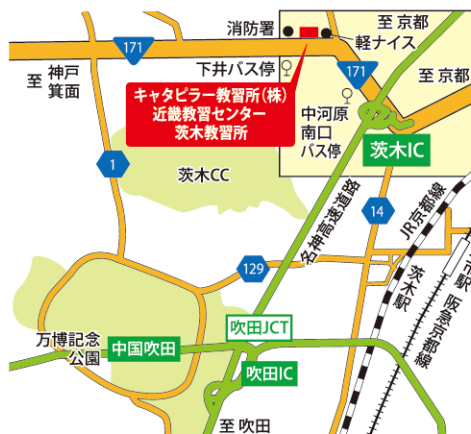 消防署
至 京都
軽ナイス
171
下井バス停
171
至 京都
至 神戸
箕面
キャタピラー教習所(株)
近畿教習センター
茨木教習所
中河原
南口
バス停
茨木IC
1
茨木CC
名神高速道路
14
JR京都線
茨木駅
129
阪急京都線
吹田JCT
万博記念
公園
中国吹田
吹田IC
至 吹田